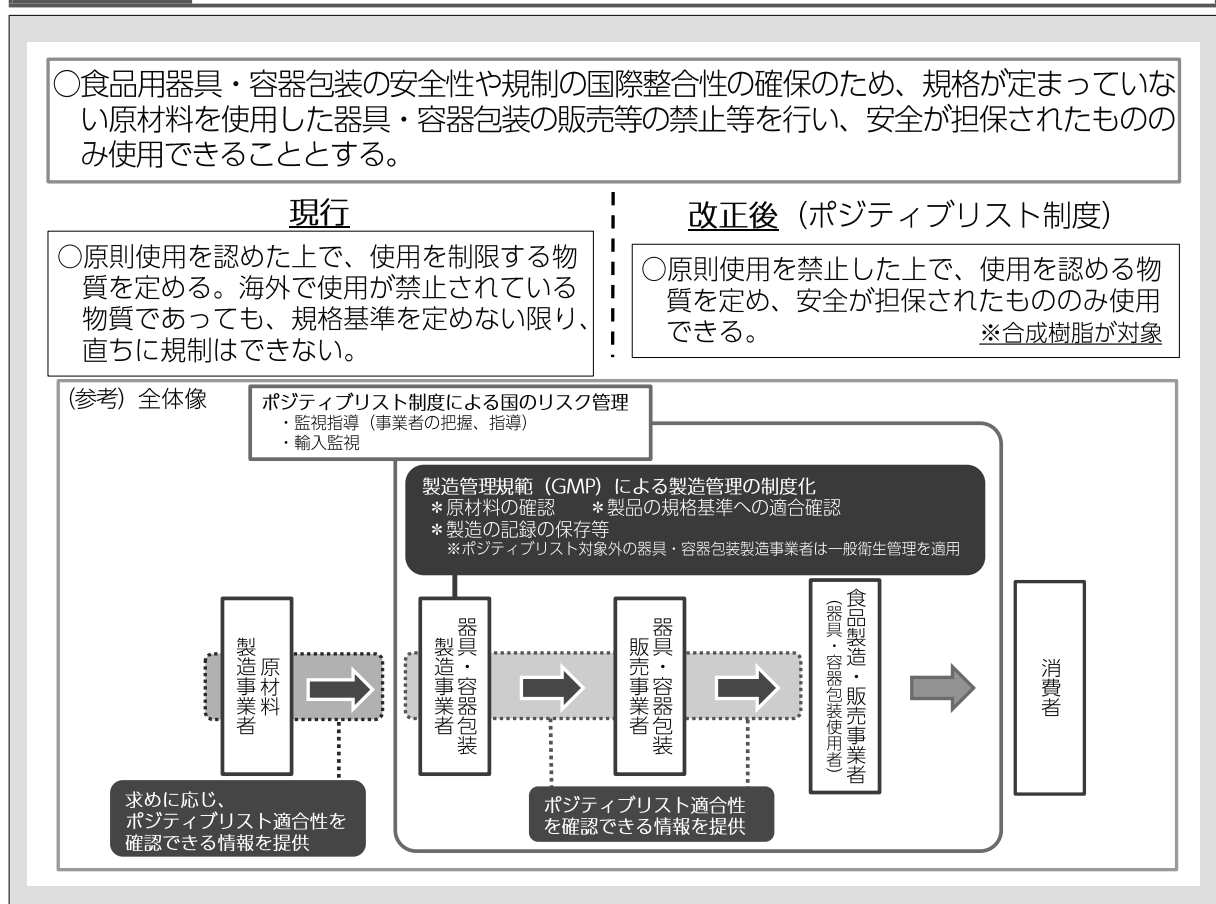 ○食品用器具・容器包装の安全性や規制の国際整合性の確保のため、規格が定まっていな
い原材料を使用した器具・容器包装の販売等の禁止等を行い、安全が担保されたものの
み使用できることとする。
現行
○原則使用を認めた上で、使用を制限する物
質を定める。海外で使用が禁止されている
物質であっても、規格基準を定めない限り、
直ちに規制はできない。
改正後（ポジティブリスト制度）
○原則使用を禁止した上で、使用を認める物
質を定め、安全が担保されたもののみ使用
できる。 ※合成樹脂が対象
(参考) 全体像
ポジティブリスト制度による国のリスク管理
・監視指導（事業者の把握、指導）
・輸入監視
製造管理規範（GMP）による製造管理の制度化
＊原材料の確認 ＊製品の規格基準への適合確認
＊製造の記録の保存等
※ポジティブリスト対象外の器具・容器包装製造事業者は一般衛生管理を適用
原材料
製造事業者
器具・容器包装
製造事業者
器具・容器包装
販売事業者
食品製造・販売事業者
（器具・容器包装使用者）
消費者
求めに応じ、
ポジティブリスト適合性を
確認できる情報を提供
ポジティブリスト適合性
を確認できる情報を提供